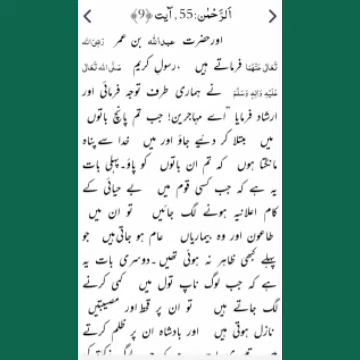 اَلرَّحْمٰن:55، آیت ﴿9﴾
اور حضرت عبداللہ بن عمر رَضِیَ اللہ
تَعَالٰی عَنْہُمَا فرماتے ہیں ،رسولِ کریم صَلَّی اللہ تَعَالٰی
عَلَیْہِ وَاٰلِہٖ وَسَلَّمَ نے ہماری طرف توجہ فرمائی اور
ارشاد فرمایا ”اے مہاجرین! جب تم پانچ باتوں
میں مبتلا کر دئیے جاؤ اور میں خدا سے پناہ
مانگتا ہوں کہ تم ان باتوں کو پاؤ۔پہلی بات
یہ ہے کہ جب کسی قوم میں بے حیائی کے
کام اعلانیہ ہونے لگ جائیں تو ان میں
طاعون اور وہ بیماریاں عام ہو جاتی ہیں جو
پہلے کبھی ظاہر نہ ہوئی تھیں۔دوسری بات یہ
ہے کہ جب لوگ ناپ تول میں کمی کرنے
لگ جاتے ہیں تو ان پر قحط اور مصیبتیں
نازل ہوتی ہیں اور بادشاہ ان پر ظلم کرتے